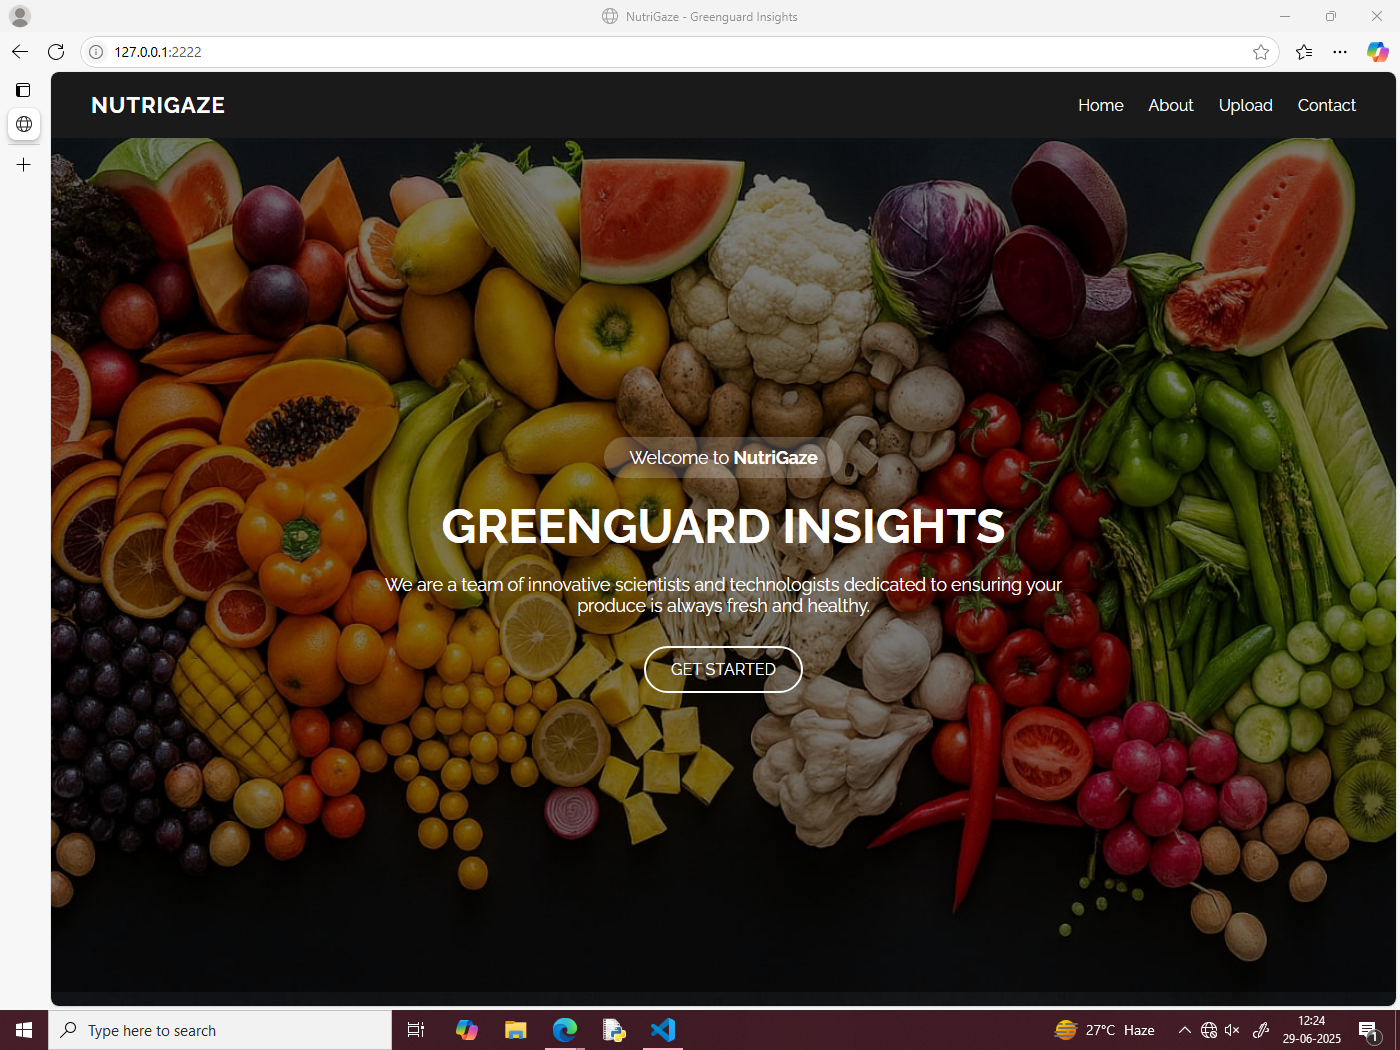 NutriGaze - Greenguard Insights
127.0.0.1:2222
NUTRIGAZE
Home About Upload Contact
Welcome to NutriGaze
GREENGUARD INSIGHTS
We are a team of innovative scientists and technologists dedicated to ensuring your
produce is always fresh and healthy.
GET STARTED
Type here to search
27°C Haze
12:24
29-06-2025
1